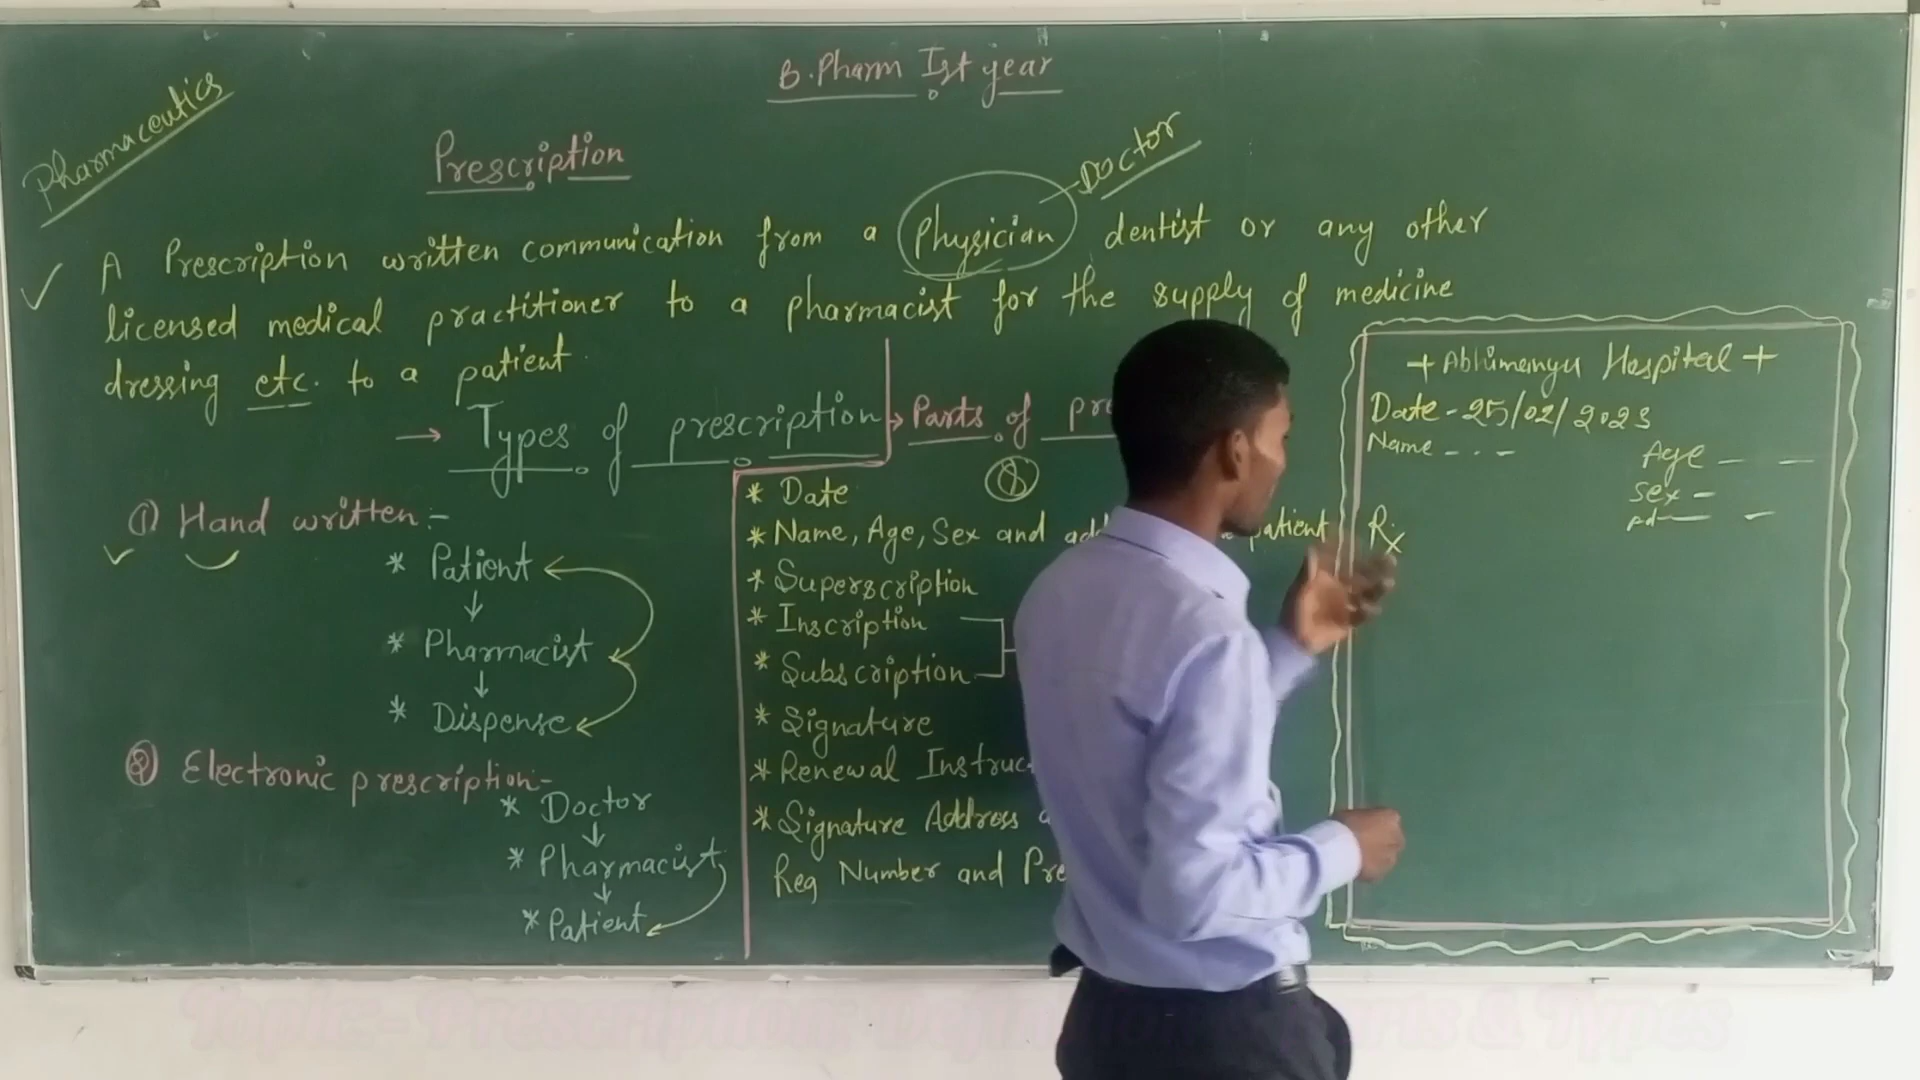 B. Pharm Ist year
Pharmaceutics
Prescription
Doctor
A Prescription written communication from a Physician dentist or any other
licensed medical practitioner to a pharmacist for the supply of medicine
dressing etc. to a patient
→ Types of prescription
→ Parts of
① Hand written:-
* Patient
↓
* Pharmacist
↓
* Dispense
Electronic prescription:-
* Doctor
↓
* Pharmacist
↓
* Patient
* Date
* Name, Age, Sex and patient
* Superscription
* Inscription
* Subscription
* Signature
* Renewal
* Signature Address
Reg Number and
+ Abhimanyu Hospital +
Date - 25/02/2023
Name - - -
Age - -
Sex -
Rx
Topic - Prescription: & Types